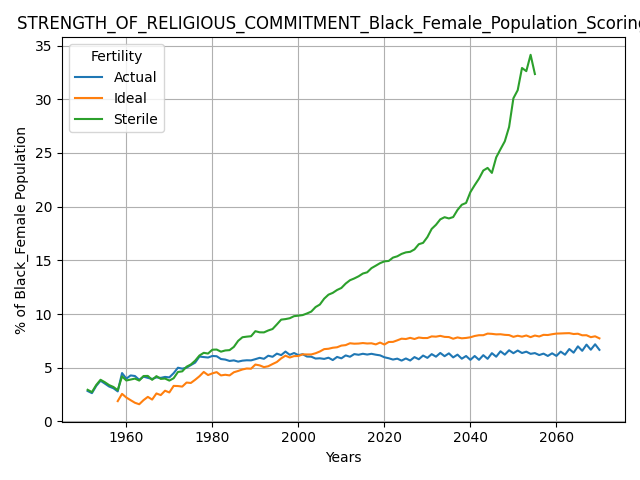 STRENGTH_OF_RELIGIOUS_COMMITMENT_Black_Female_Population_Scoring
Fertility
Actual
Ideal
Sterile
% of Black_Female Population
35
30
25
20
15
10
5
0
1960 1980 2000 2020 2040 2060
Years